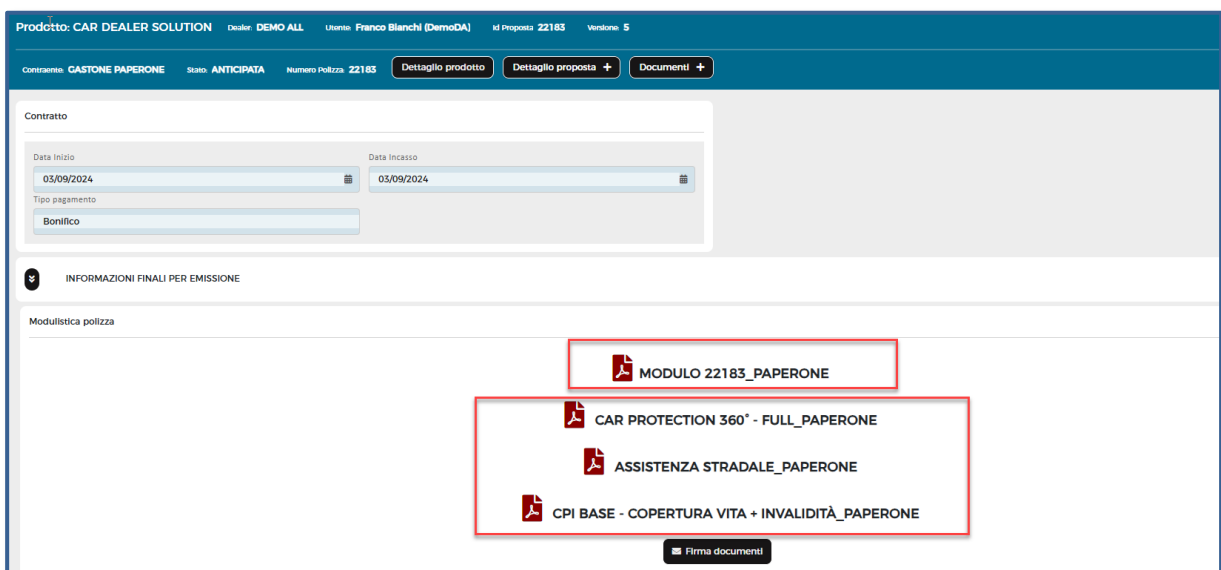 Prodotto: CAR DEALER SOLUTION Dealer: DEMO ALL Utente: Franco Bianchi (DemoDA) Id Proposta 22183 Versione: 5
Contraente: GASTONE PAPERONE Stato: ANTICIPATA Numero Polizza: 22183 Dettaglio prodotto Dettaglio proposta + Documenti +
Contratto
Data Inizio Data Incasso
03/09/2024 03/09/2024
Tipo pagamento
Bonifico
INFORMAZIONI FINALI PER EMISSIONE
Modulistica polizza
MODULO 22183_PAPERONE
CAR PROTECTION 360° - FULL_PAPERONE
ASSISTENZA STRADALE_PAPERONE
CPI BASE - COPERTURA VITA + INVALIDITÀ_PAPERONE
Firma documenti